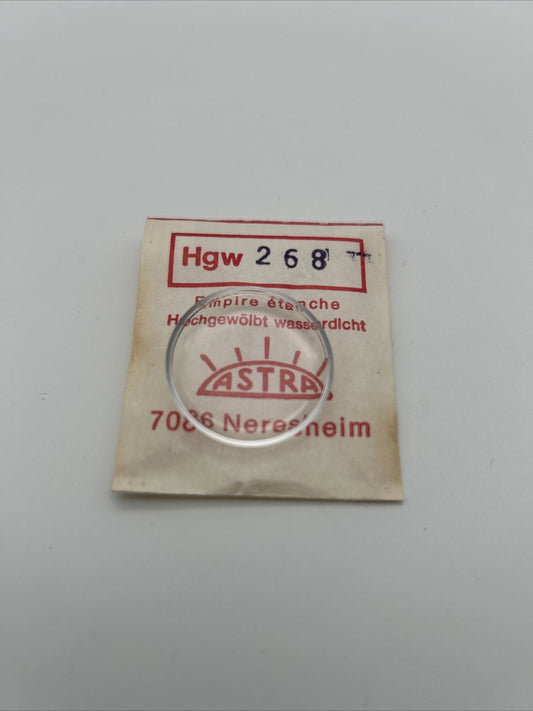 Hgw 268
Empire étanche
Hochgewölbt wasserdicht
ASTRA
7086 Neresheim